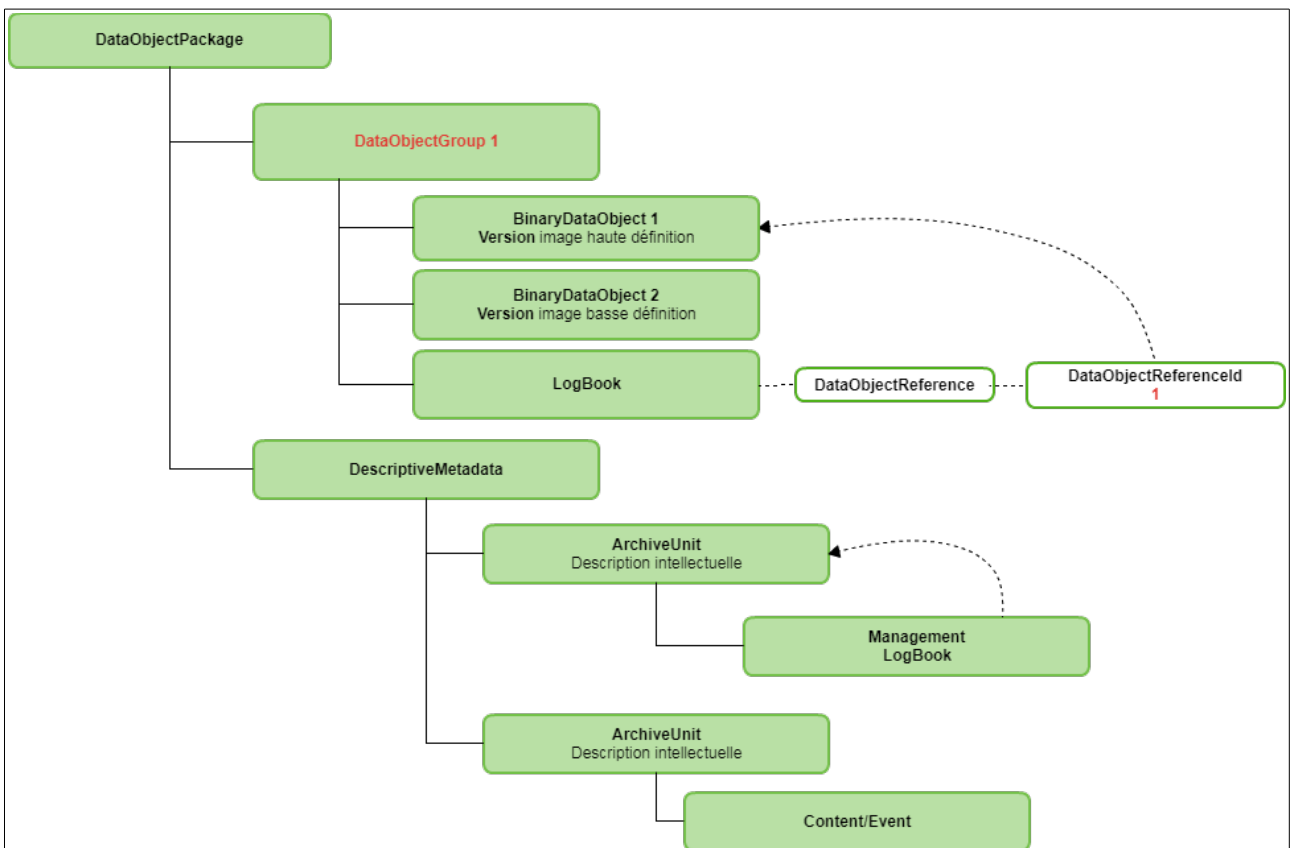 DataObjectPackage
DataObjectGroup 1
BinaryDataObject 1
Version image haute définition
BinaryDataObject 2
Version image basse définition
LogBook
DataObjectReference
DataObjectReferenceId
1
DescriptiveMetadata
ArchiveUnit
Description intellectuelle
Management
LogBook
ArchiveUnit
Description intellectuelle
Content/Event